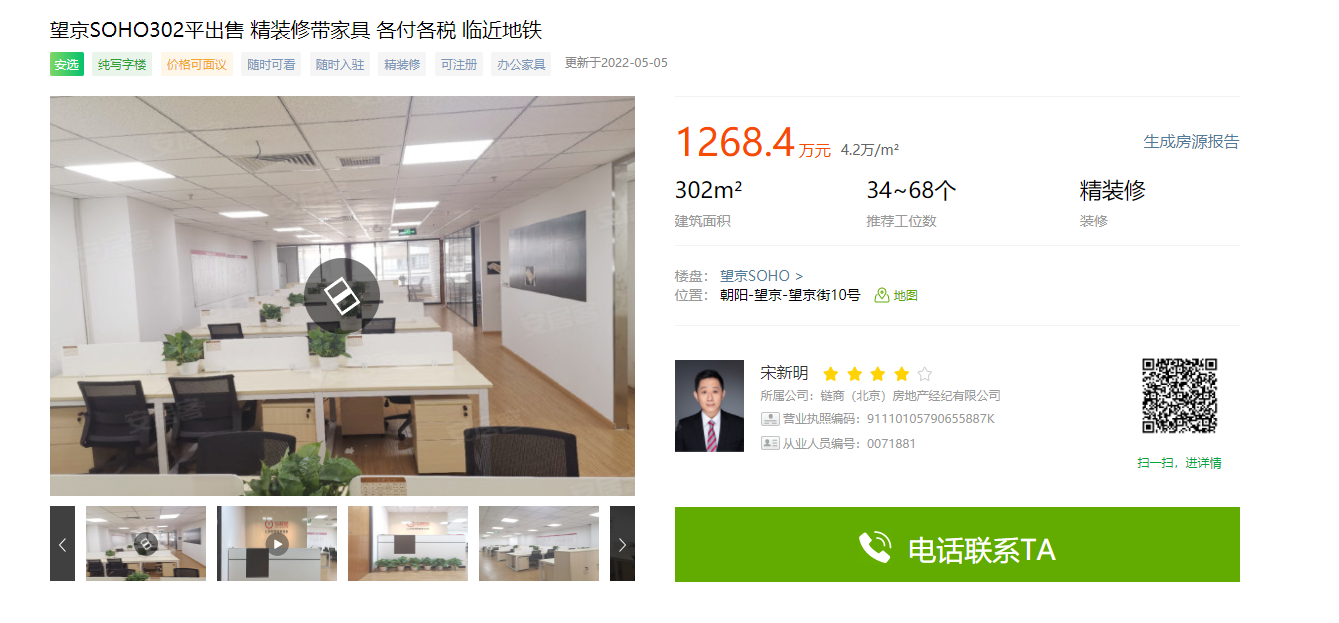 望京SOHO302平出售 精装修带家具 各付各税 临近地铁
安选 纯写字楼 价格可面议 随时可看 随时入驻 精装修 可注册 办公家具 更新于2022-05-05
1268.4万元 4.2万/m² 生成房源报告
302m² 34~68个 精装修
建筑面积 推荐工位数 装修
楼盘： 望京SOHO >
位置： 朝阳-望京-望京街10号 地图
安居客
宋新明
所属公司：链商（北京）房地产经纪有限公司
营业执照编码：91110105790655887K
从业人员编号：0071881
扫一扫，进详情
电话联系TA